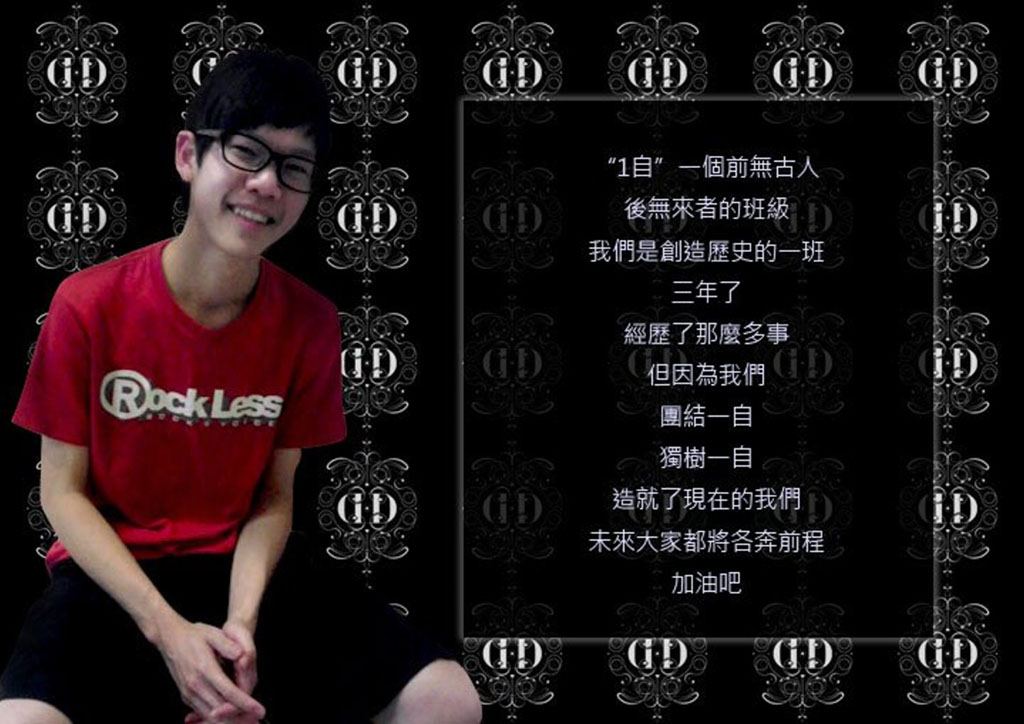 “1自” 一個前無古人
後無來者的班級
我們是創造歷史的一班
三年了
經歷了那麼多事
但因為我們
團結一自
獨樹一自
造就了現在的我們
未來大家都將各奔前程
加油吧
RockLess